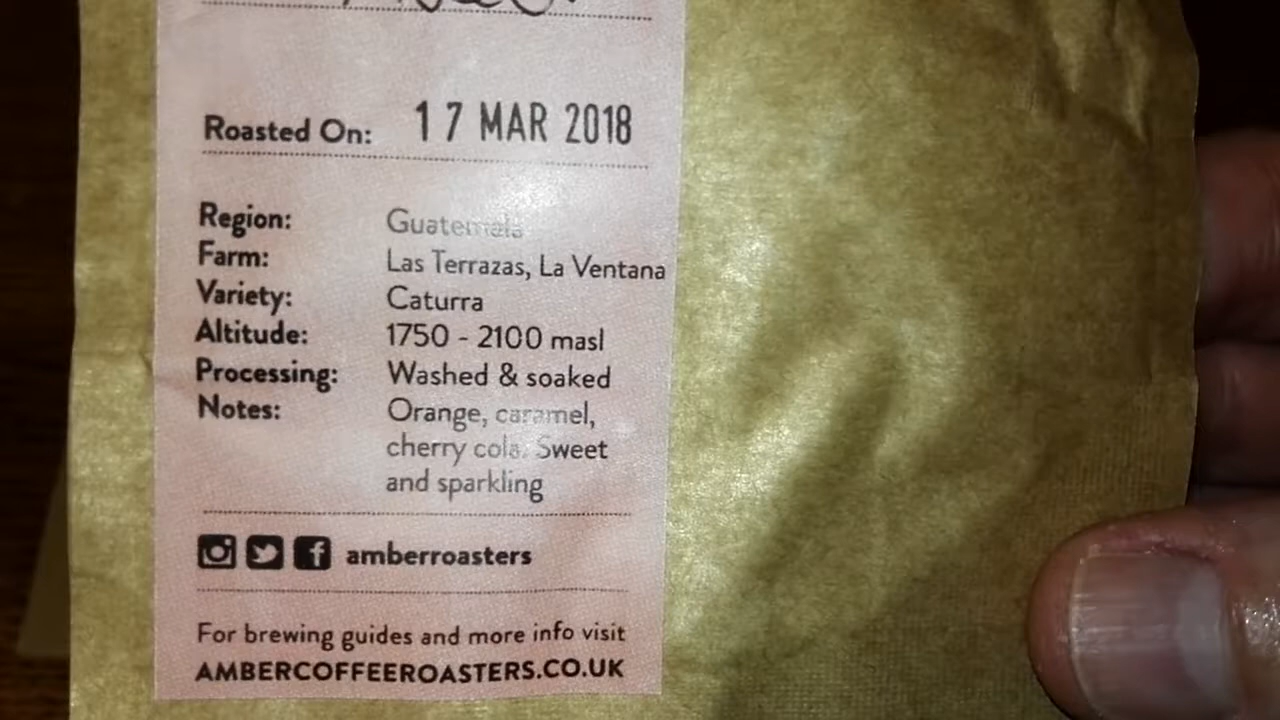 Roasted On: 17 MAR 2018
Region: Guatemala
Farm: Las Terrazas, La Ventana
Variety: Caturra
Altitude: 1750 - 2100 masl
Processing: Washed & soaked
Notes: Orange, caramel,
cherry cola. Sweet
and sparkling
amberroasters
For brewing guides and more info visit
AMBERCOFFEEROASTERS.CO.UK